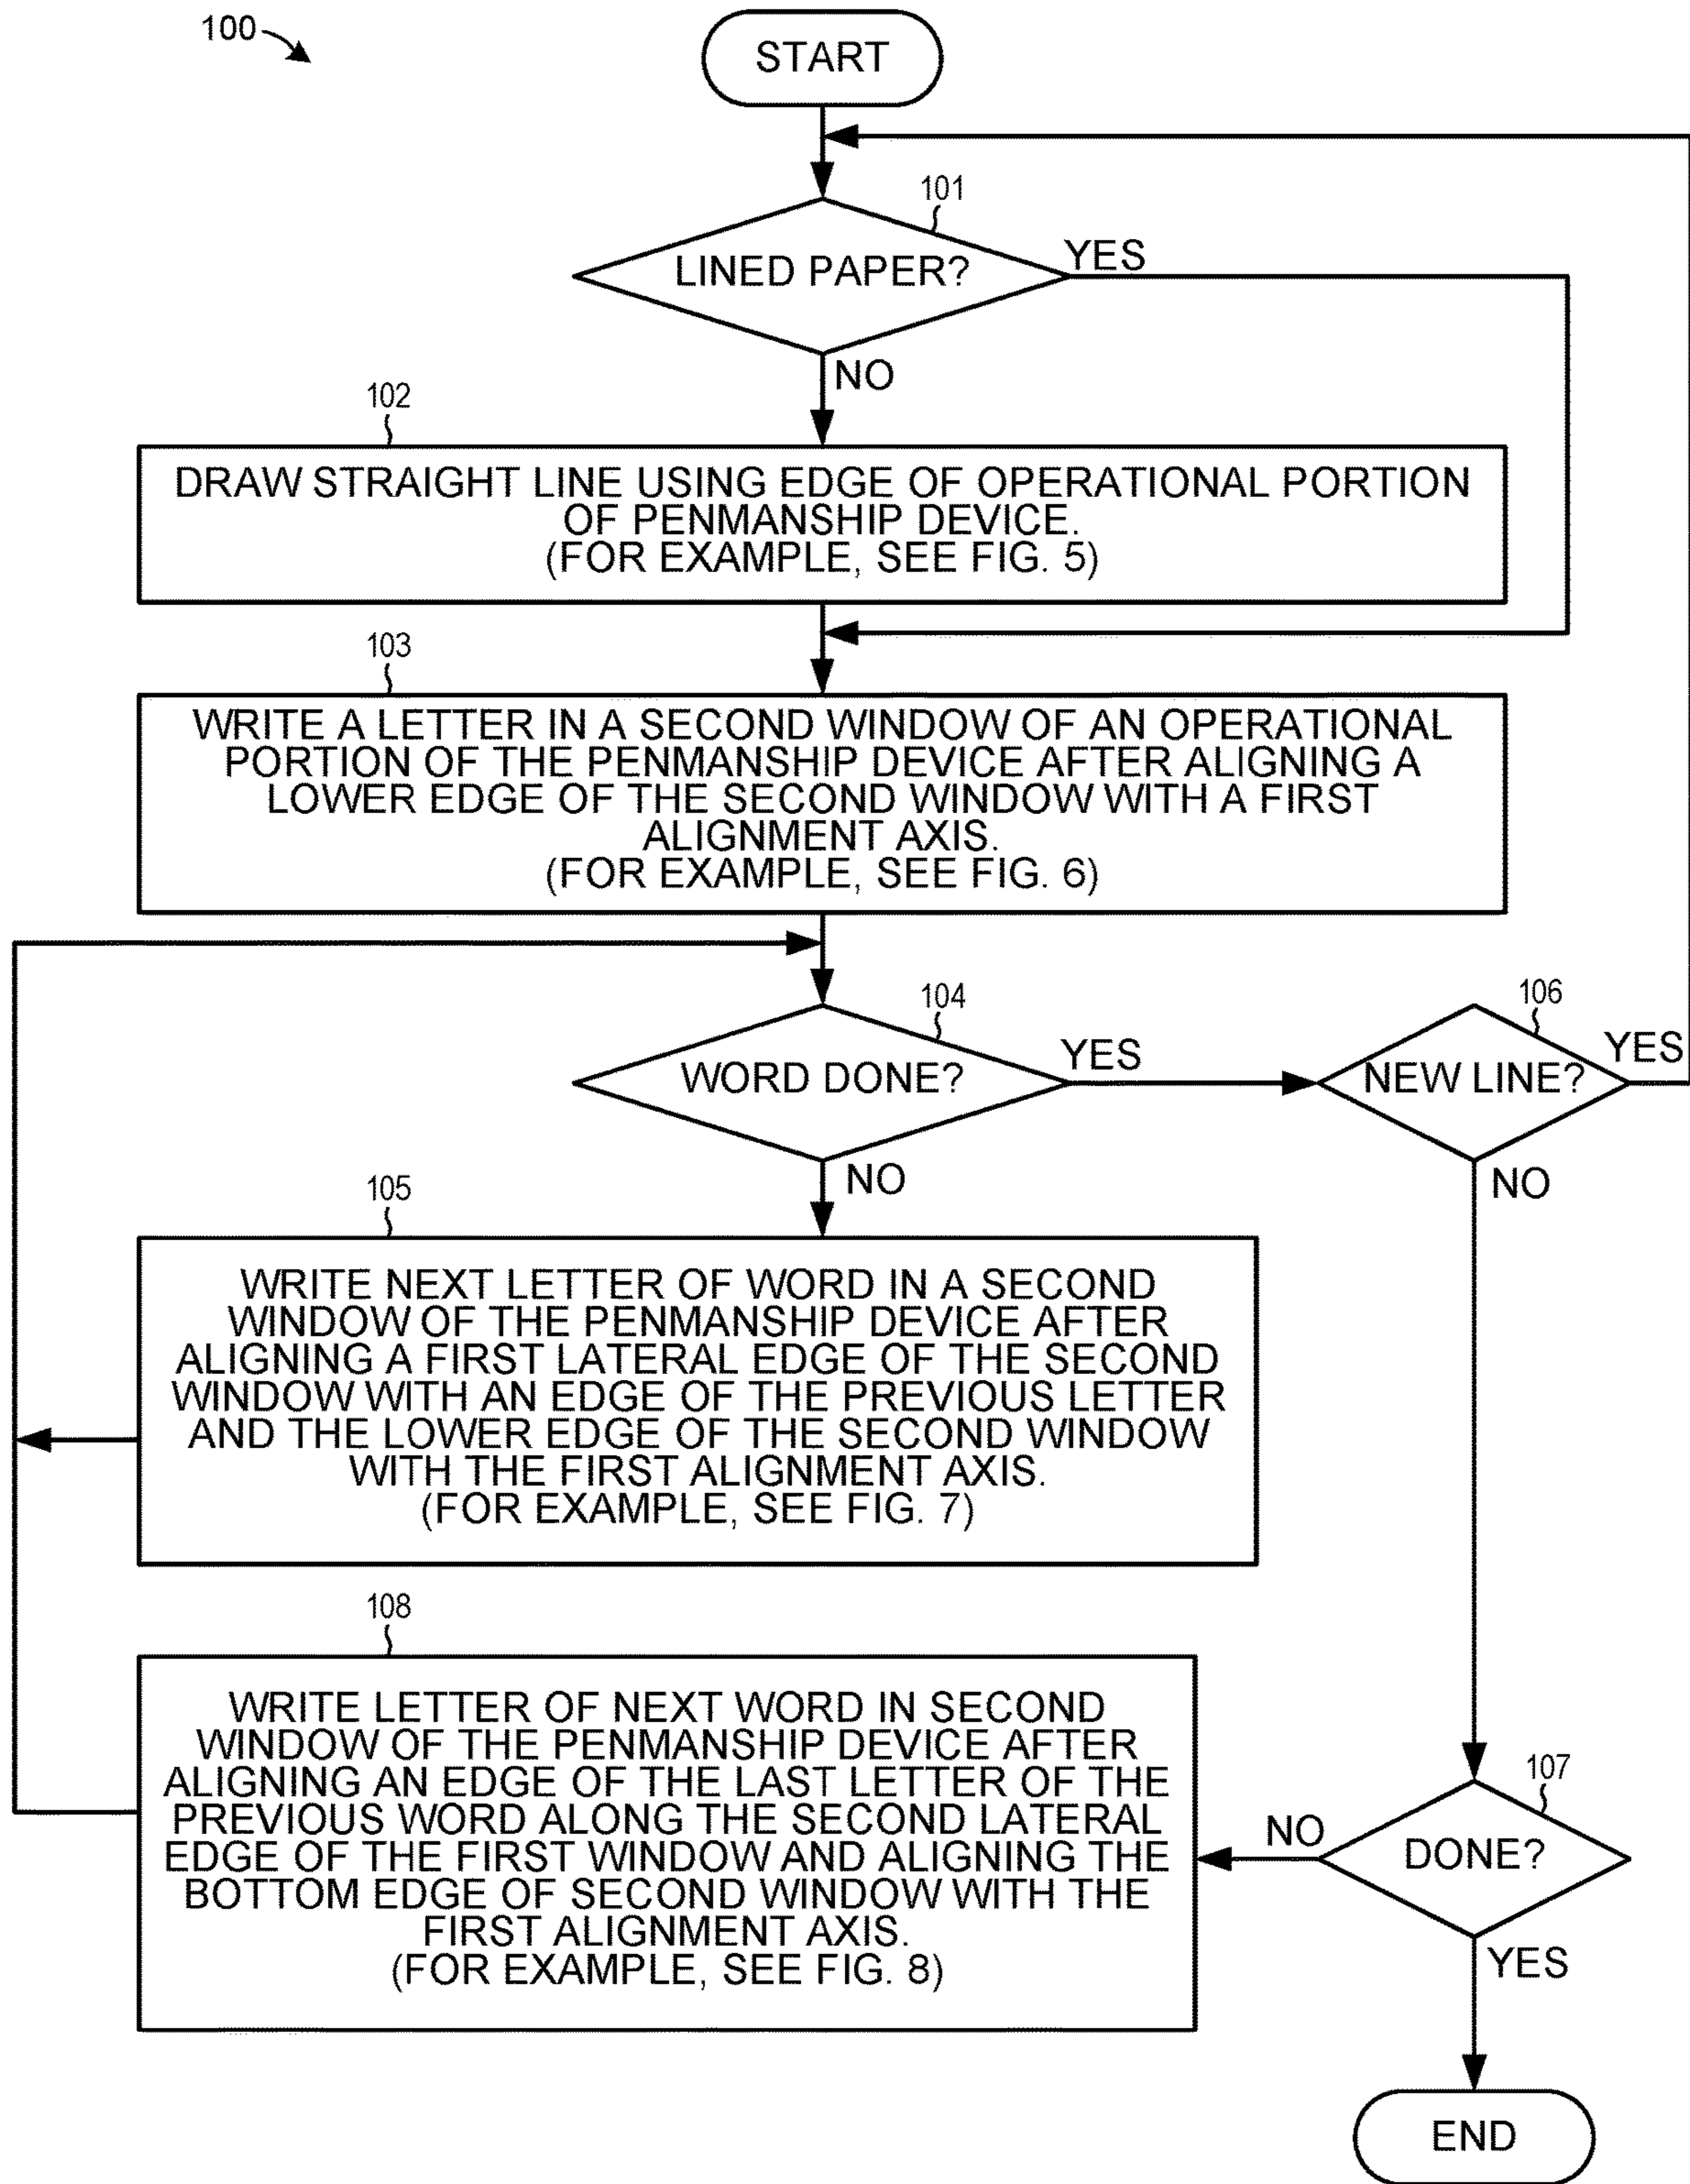 100
START
101
LINED PAPER?
YES
NO
102
DRAW STRAIGHT LINE USING EDGE OF OPERATIONAL PORTION
OF PENMANSHIP DEVICE.
(FOR EXAMPLE, SEE FIG. 5)
103
WRITE A LETTER IN A SECOND WINDOW OF AN OPERATIONAL
PORTION OF THE PENMANSHIP DEVICE AFTER ALIGNING A
LOWER EDGE OF THE SECOND WINDOW WITH A FIRST
ALIGNMENT AXIS.
(FOR EXAMPLE, SEE FIG. 6)
104
WORD DONE?
YES
NO
106
NEW LINE?
YES
NO
105
WRITE NEXT LETTER OF WORD IN A SECOND
WINDOW OF THE PENMANSHIP DEVICE AFTER
ALIGNING A FIRST LATERAL EDGE OF THE SECOND
WINDOW WITH AN EDGE OF THE PREVIOUS LETTER
AND THE LOWER EDGE OF THE SECOND WINDOW
WITH THE FIRST ALIGNMENT AXIS.
(FOR EXAMPLE, SEE FIG. 7)
108
WRITE LETTER OF NEXT WORD IN SECOND
WINDOW OF THE PENMANSHIP DEVICE AFTER
ALIGNING AN EDGE OF THE LAST LETTER OF THE
PREVIOUS WORD ALONG THE SECOND LATERAL
EDGE OF THE FIRST WINDOW AND ALIGNING THE
BOTTOM EDGE OF SECOND WINDOW WITH THE
FIRST ALIGNMENT AXIS.
(FOR EXAMPLE, SEE FIG. 8)
107
DONE?
NO
YES
END